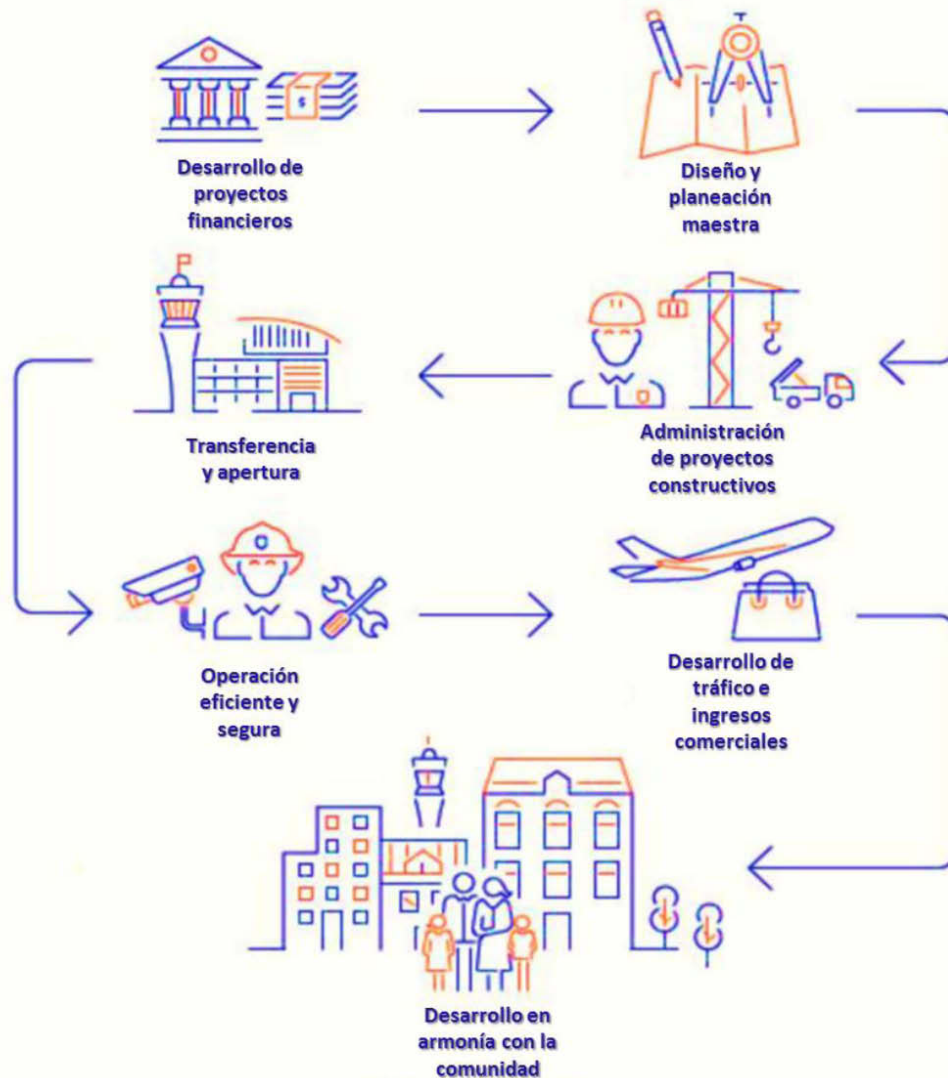 $
Desarrollo de
proyectos
financieros
Diseño y
planeación
maestra
Administración
de proyectos
constructivos
Transferencia
y apertura
Operación
eficiente y
segura
Desarrollo de
tráfico e
ingresos
comerciales
Desarrollo en
armonía con la
comunidad